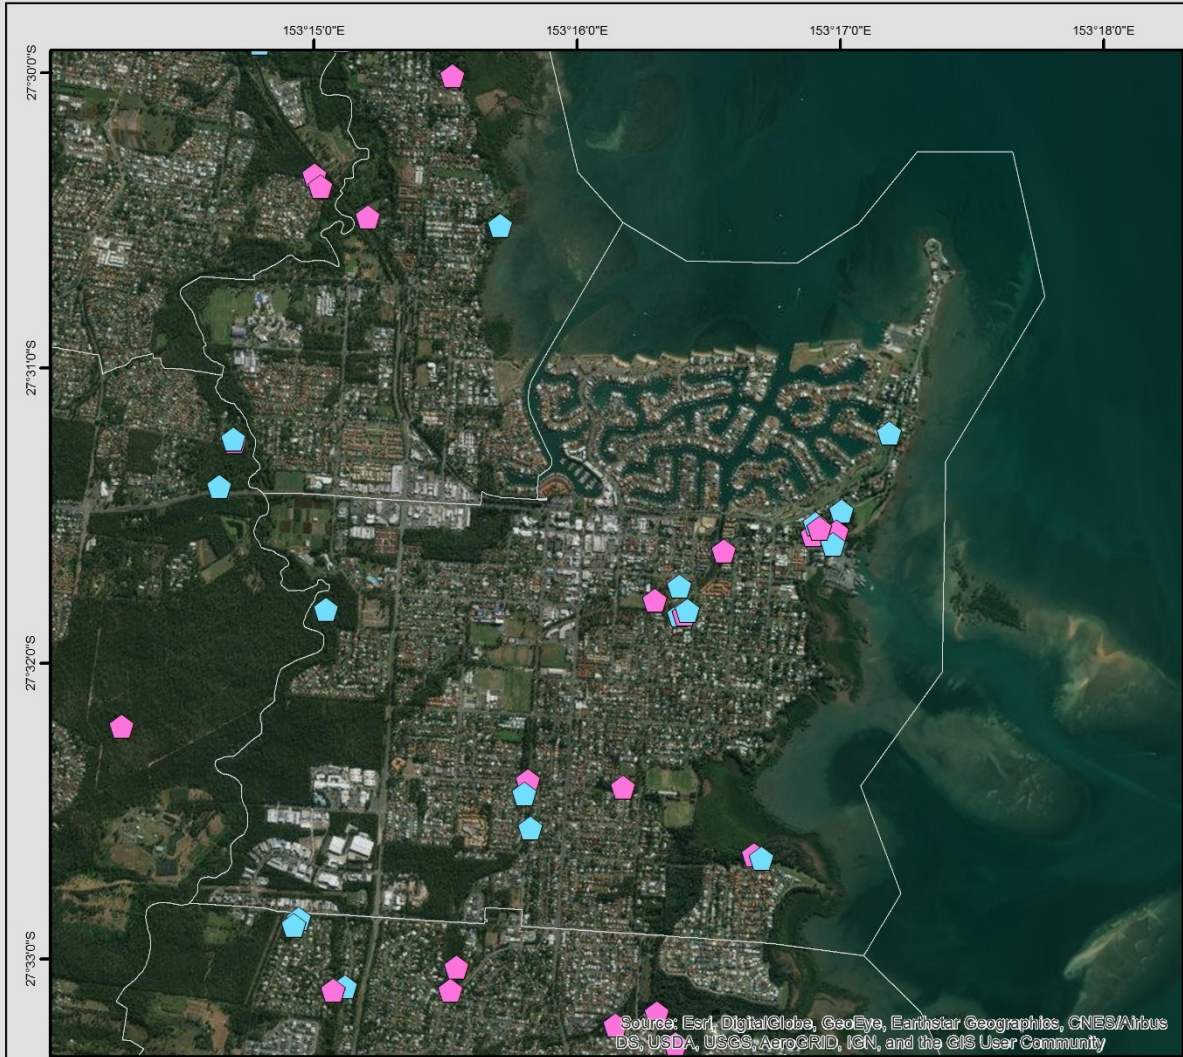 153°15'0"E 153°16'0"E 153°17'0"E 153°18'0"E
27°30'0"S
27°31'0"S
27°32'0"S
27°33'0"S
Source: Esri, DigitalGlobe, GeoEye, Earthstar Geographics, CNES/Airbus
DS, USDA, USGS, AeroGRID, IGN, and the GIS User Community